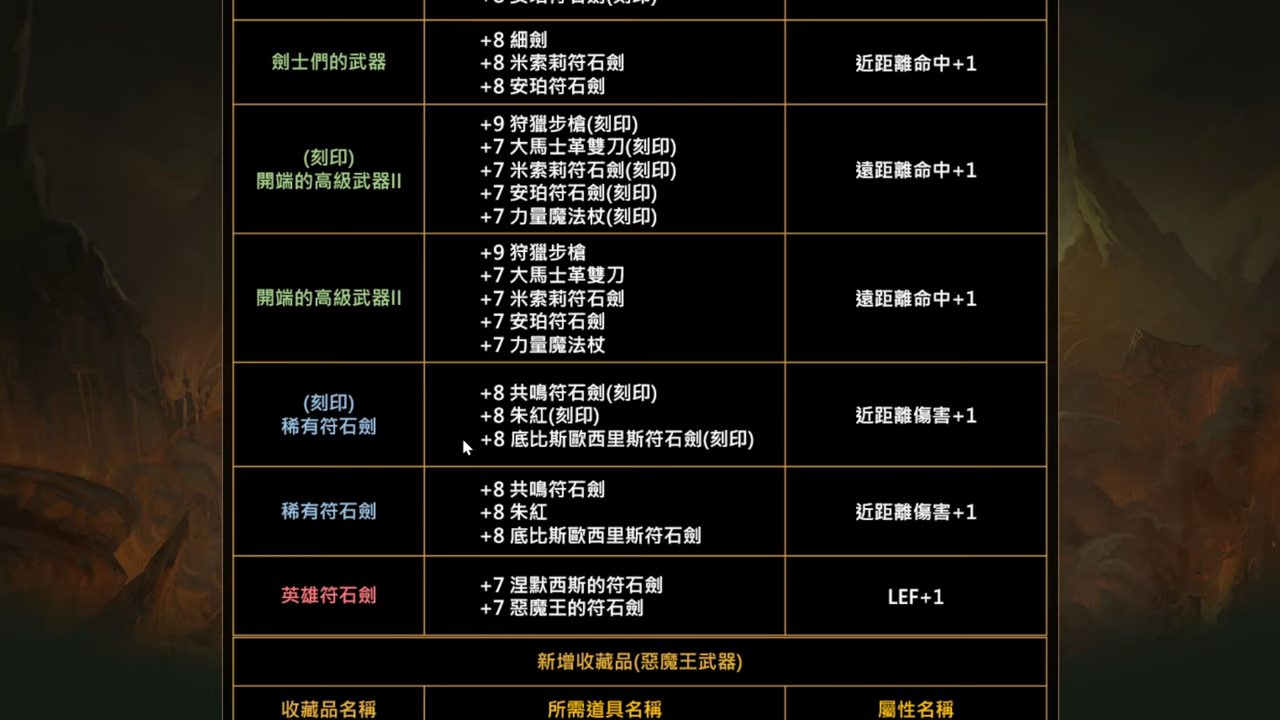 劍士們的武器
+8 細劍
+8 米索莉符石劍
+8 安珀符石劍
近距離命中+1
(刻印)
開端的高級武器II
+9 狩獵步槍(刻印)
+7 大馬士革雙刀(刻印)
+7 米索莉符石劍(刻印)
+7 安珀符石劍(刻印)
+7 力量魔法杖(刻印)
遠距離命中+1
開端的高級武器II
+9 狩獵步槍
+7 大馬士革雙刀
+7 米索莉符石劍
+7 安珀符石劍
+7 力量魔法杖
遠距離命中+1
(刻印)
稀有符石劍
+8 共鳴符石劍(刻印)
+8 朱紅(刻印)
+8 底比斯歐西里斯符石劍(刻印)
近距離傷害+1
稀有符石劍
+8 共鳴符石劍
+8 朱紅
+8 底比斯歐西里斯符石劍
近距離傷害+1
英雄符石劍
+7 涅默西斯的符石劍
+7 惡魔王的符石劍
LEF+1
新增收藏品(惡魔王武器)
收藏品名稱
所需道具名稱
屬性名稱